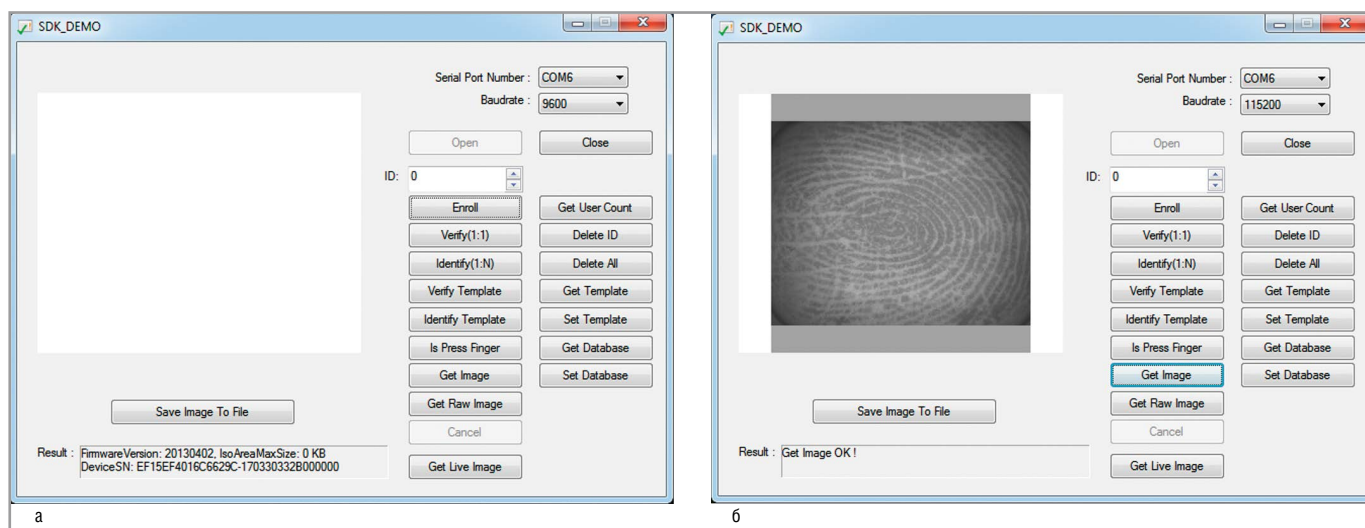 SDK_DEMO
Serial Port Number : COM6
Baudrate : 9600
Open Close
ID: 0
Enroll Get User Count
Verify(1:1) Delete ID
Identify(1:N) Delete All
Verify Template Get Template
Identify Template Set Template
Is Press Finger Get Database
Get Image Set Database
Save Image To File Get Raw Image
Cancel
Result : FirmwareVersion: 20130402, IsoAreaMaxSize: 0 KB
DeviceSN: EF15EF4016C6629C-170330332B000000
Get Live Image
а
SDK_DEMO
Serial Port Number : COM6
Baudrate : 115200
Open Close
ID: 0
Enroll Get User Count
Verify(1:1) Delete ID
Identify(1:N) Delete All
Verify Template Get Template
Identify Template Set Template
Is Press Finger Get Database
Get Image Set Database
Save Image To File Get Raw Image
Cancel
Result : Get Image OK !
Get Live Image
б